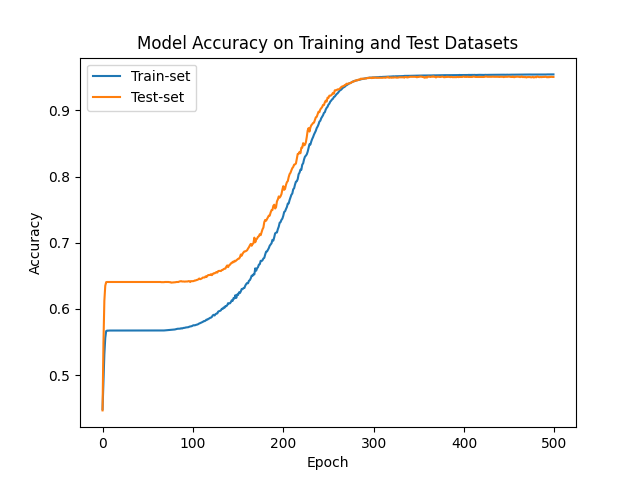 Model Accuracy on Training and Test Datasets
Train-set
Test-set
Accuracy
0.9
0.8
0.7
0.6
0.5
0 100 200 300 400 500
Epoch